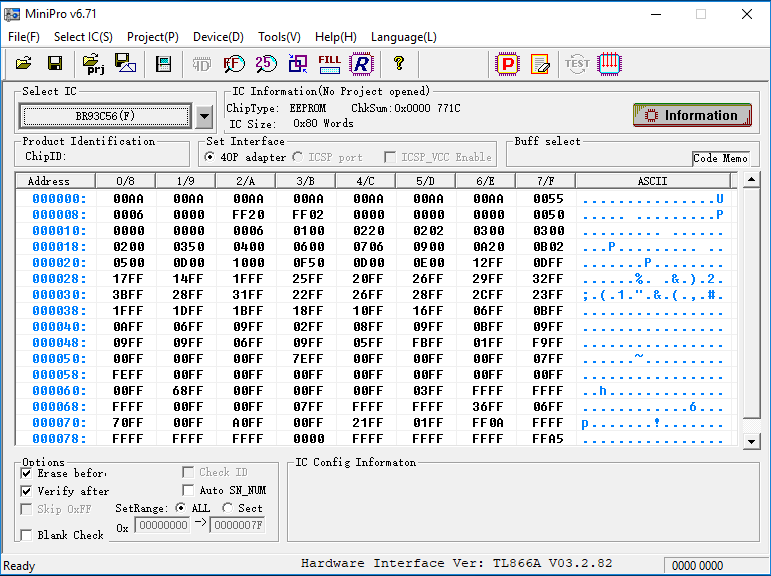 MiniPro v6.71
File(F) Select IC(S) Project(P) Device(D) Tools(V) Help(H) Language(L)
prj ID FF 25 FILL R ? P TEST
Select IC
BR93C56(F)
IC Information(No Project opened)
ChipType: EEPROM ChkSum:0x0000 771C
IC Size: 0x80 Words
Information
Product Identification
ChipID:
Set Interface
40P adapter ICSP port ICSP_VCC Enable
Buff select
Code Memo
Address 0/8 1/9 2/A 3/B 4/C 5/D 6/E 7/F ASCII
000000: 00AA 00AA 00AA 00AA 00AA 00AA 00AA 0055 ...............U
000008: 0006 0000 FF20 FF02 0000 0000 0000 0050 ..... .........P
000010: 0000 0000 0006 0100 0220 0202 0300 0300 ........ .......
000018: 0200 0350 0400 0600 0706 0900 0A20 0B02 ...P......... ..
000020: 0500 0D00 1000 0F50 0D00 0E00 12FF 0DFF .......P........
000028: 17FF 14FF 1FFF 25FF 20FF 26FF 29FF 32FF ......%. .&.).2.
000030: 3BFF 28FF 31FF 22FF 26FF 28FF 2CFF 23FF ;.(.1.".&.(.,.#.
000038: 1FFF 1DFF 1BFF 18FF 10FF 16FF 06FF 0BFF ................
000040: 0AFF 06FF 09FF 02FF 08FF 09FF 0BFF 09FF ................
000048: 09FF 09FF 06FF 09FF 05FF FBFF 01FF F9FF ................
000050: 00FF 00FF 00FF 7EFF 00FF 00FF 00FF 07FF ......~.........
000058: FEFF 00FF 00FF 00FF 00FF 00FF 00FF 00FF ................
000060: 00FF 68FF 00FF 00FF 00FF 03FF FFFF FFFF ..h.............
000068: FFFF 00FF 00FF 07FF FFFF FFFF 36FF 06FF ............6...
000070: 70FF 00FF A0FF 00FF 21FF 01FF FF0A FFFF p.......!.......
000078: FFFF FFFF FFFF 0000 FFFF FFFF FFFF FFA5 ................
Options
Erase before
Check ID
Verify after
Auto SN_NUM
Skip 0xFF
SetRange: ALL Sect
Blank Check
0x 00000000 -> 0000007F
IC Config Informaton
Ready
Hardware Interface Ver: TL866A V03.2.82
0000 0000